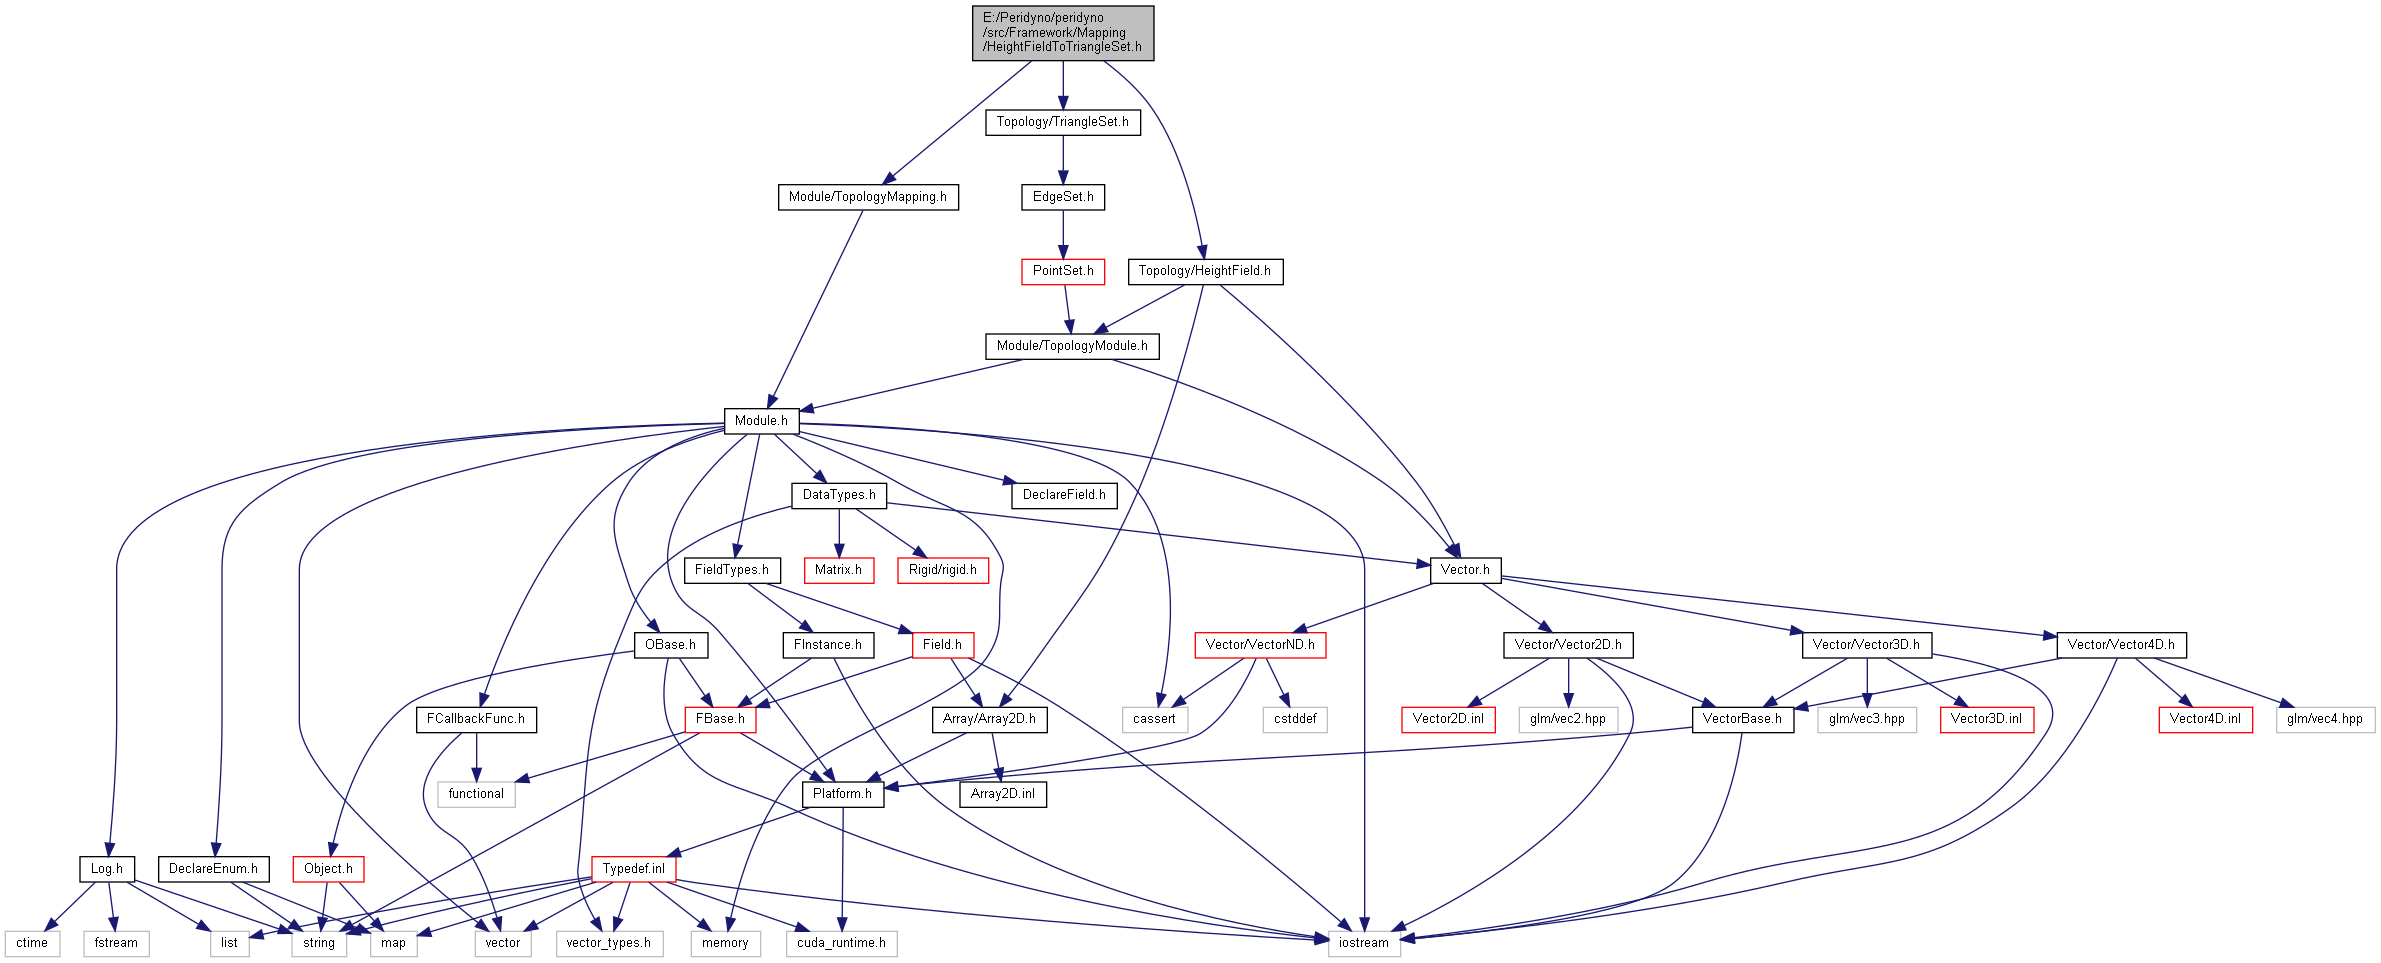 E:/Peridyno/peridyno
/src/Framework/Mapping
/HeightFieldToTriangleSet.h
Topology/TriangleSet.h
Module/TopologyMapping.h
EdgeSet.h
PointSet.h
Topology/HeightField.h
Module/TopologyModule.h
Module.h
DataTypes.h
DeclareField.h
FieldTypes.h
Matrix.h
Rigid/rigid.h
Vector.h
OBase.h
FInstance.h
Field.h
Vector/VectorND.h
Vector/Vector2D.h
Vector/Vector3D.h
Vector/Vector4D.h
FCallbackFunc.h
FBase.h
Array/Array2D.h
cassert
cstddef
Vector2D.inl
glm/vec2.hpp
VectorBase.h
glm/vec3.hpp
Vector3D.inl
Vector4D.inl
glm/vec4.hpp
functional
Platform.h
Array2D.inl
Log.h
DeclareEnum.h
Object.h
Typedef.inl
ctime
fstream
list
string
map
vector
vector_types.h
memory
cuda_runtime.h
iostream